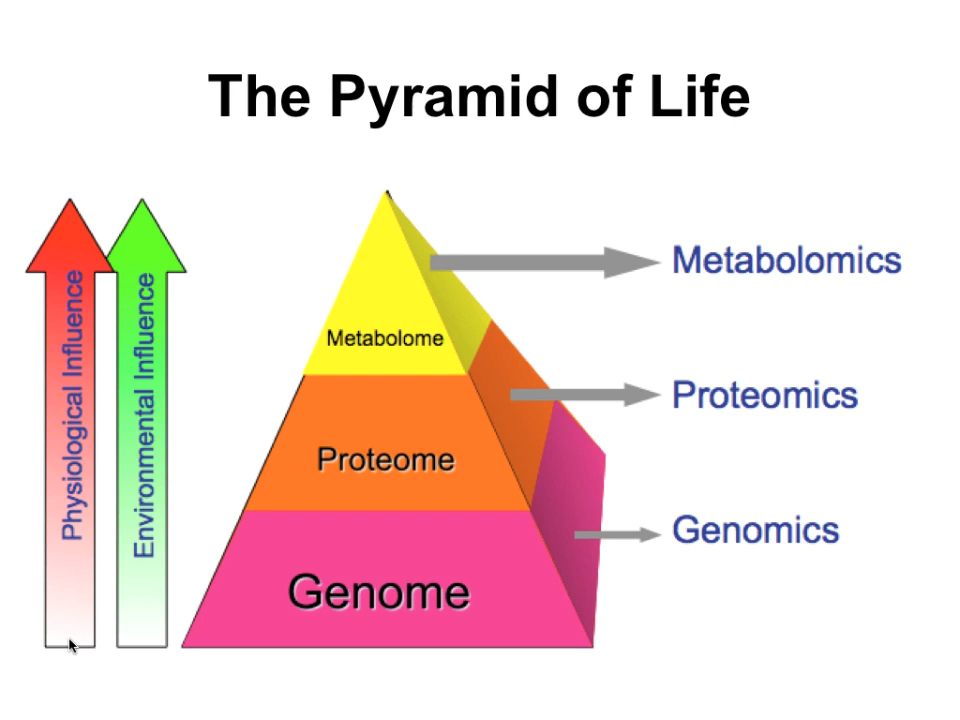 The Pyramid of Life
Physiological Influence
Environmental Influence
Metabolome
Proteome
Genome
Metabolomics
Proteomics
Genomics